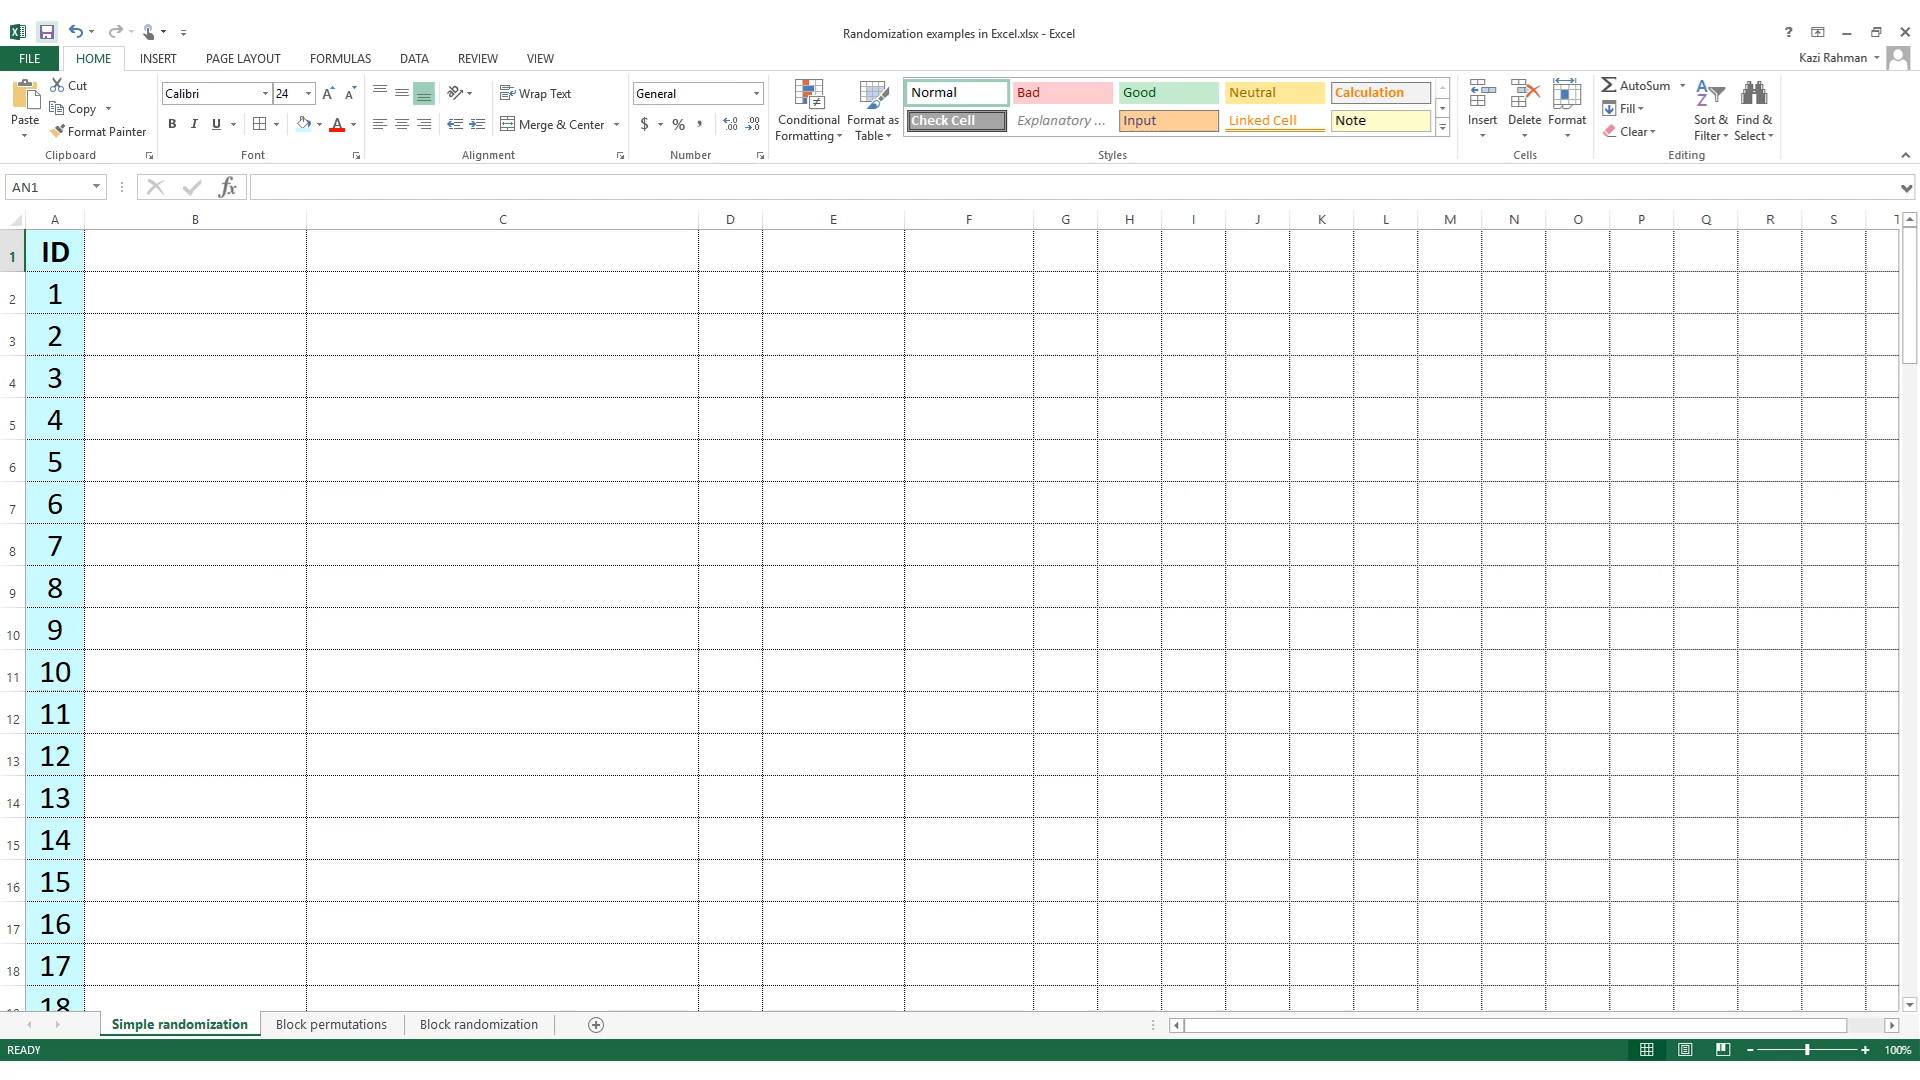 Randomization examples in Excel.xlsx - Excel
?
FILE HOME INSERT PAGE LAYOUT FORMULAS DATA REVIEW VIEW
Kazi Rahman
Paste
Cut
Copy
Format Painter
Clipboard
Calibri 24
B I U
Font
Wrap Text
Merge & Center
Alignment
General
$ % ,
Number
Conditional Formatting
Format as Table
Normal Bad Good Neutral Calculation
Check Cell Explanatory ... Input Linked Cell Note
Styles
Insert Delete Format
Cells
AutoSum
Fill
Clear
Sort & Filter
Find & Select
Editing
AN1
fx
A B C D E F G H I J K L M N O P Q R S T
1 ID
2 1
3 2
4 3
5 4
6 5
7 6
8 7
9 8
10 9
11 10
12 11
13 12
14 13
15 14
16 15
17 16
18 17
18
Simple randomization Block permutations Block randomization
READY
100%